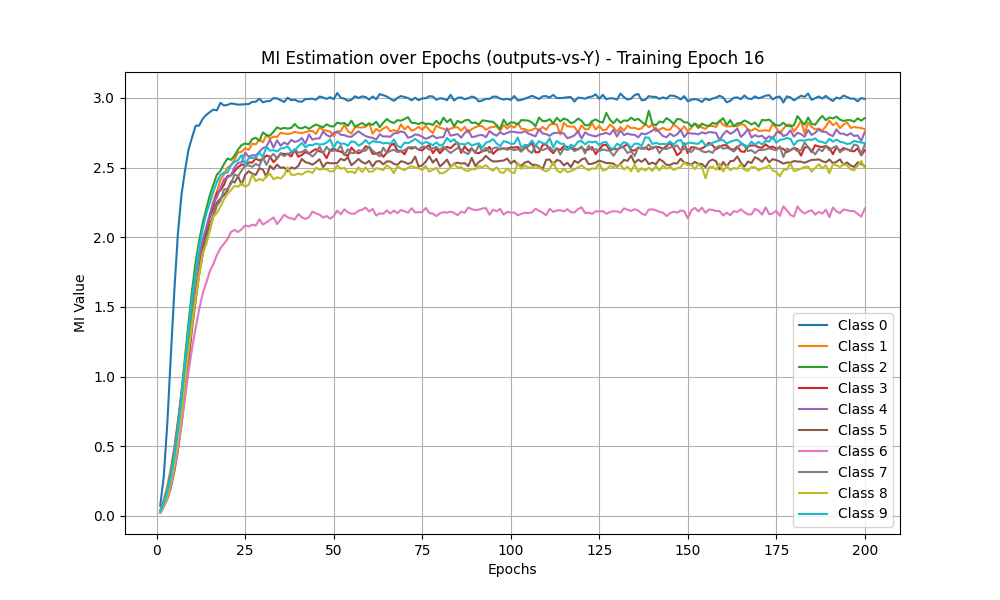 MI Estimation over Epochs (outputs-vs-Y) - Training Epoch 16
MI Value
3.0
2.5
2.0
1.5
1.0
0.5
0.0
0
25
50
75
100
125
150
175
200
Epochs
Class 0
Class 1
Class 2
Class 3
Class 4
Class 5
Class 6
Class 7
Class 8
Class 9